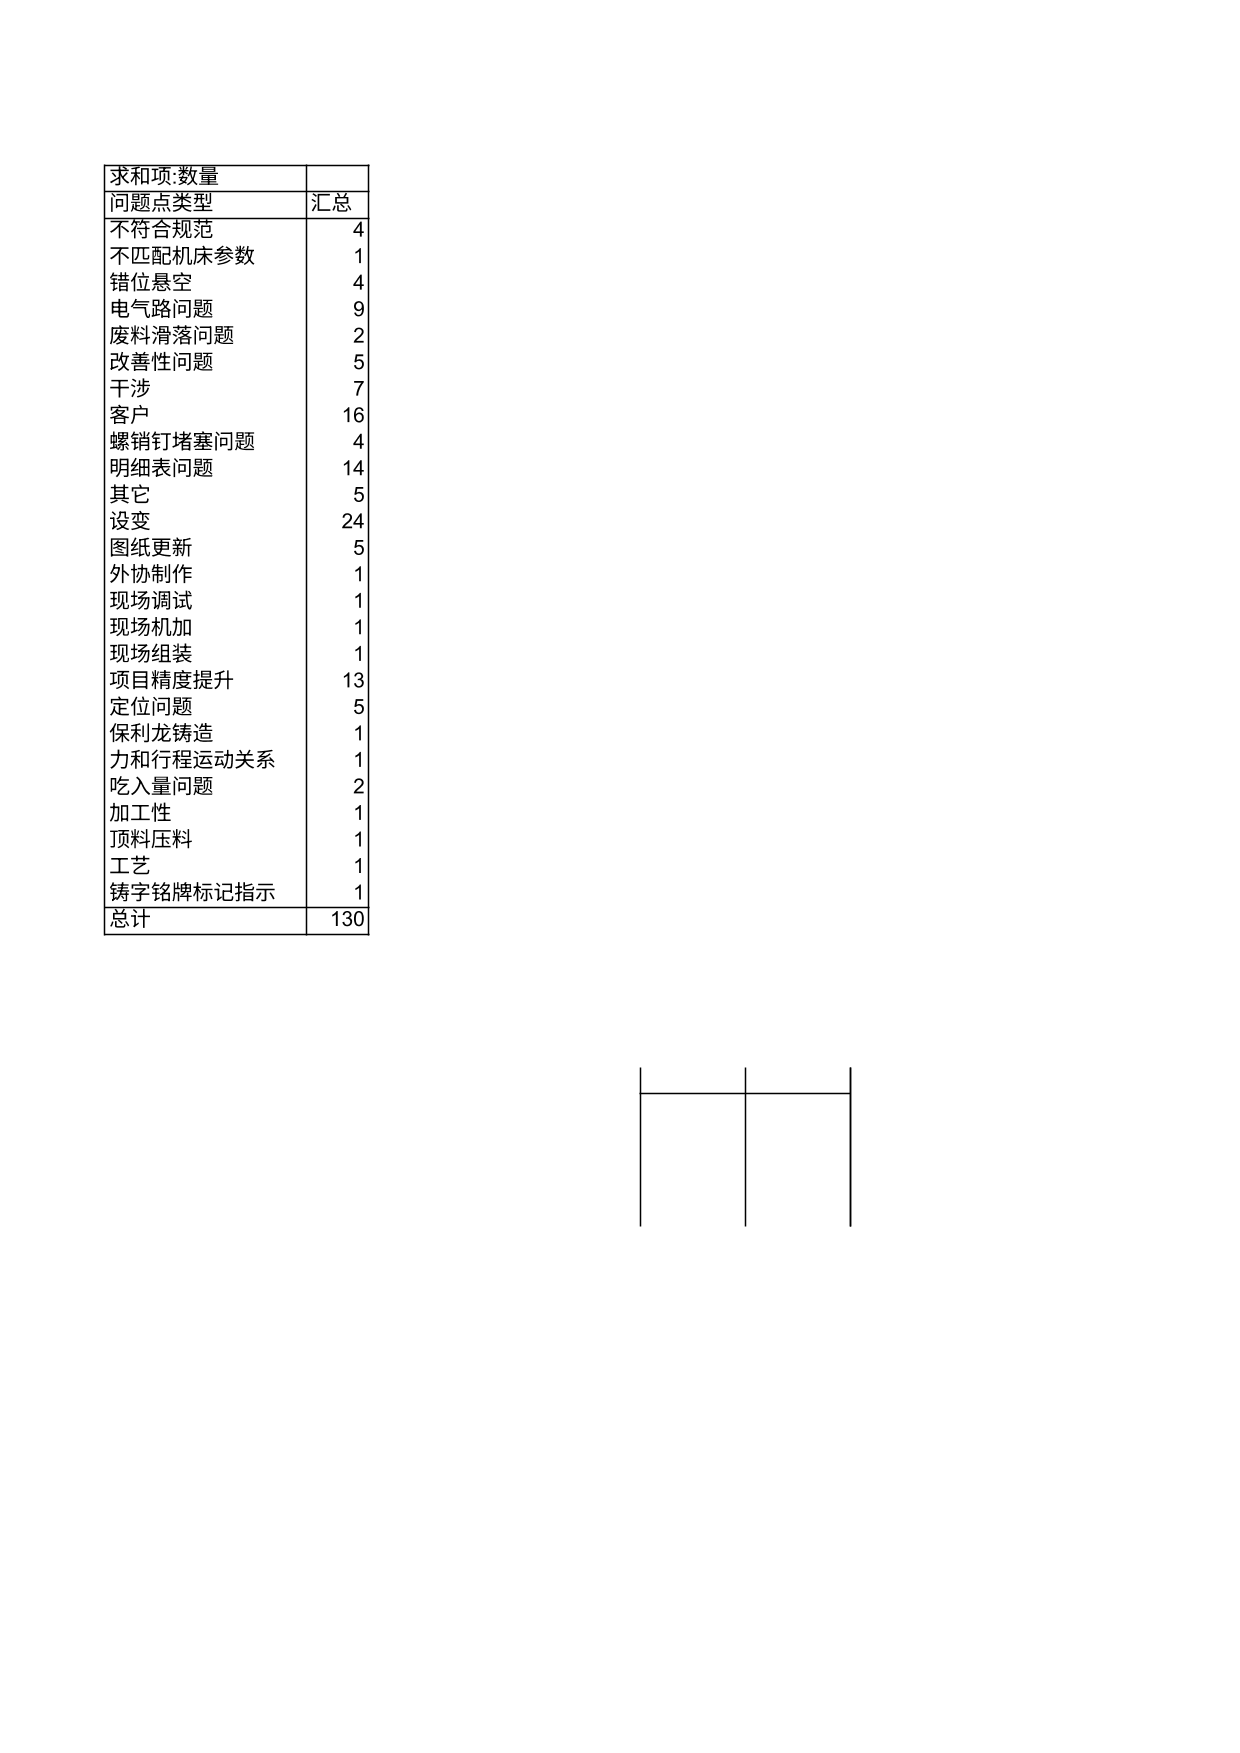 求和项:数量
问题点类型 汇总
不符合规范 4
不匹配机床参数 1
错位悬空 4
电气路问题 9
废料滑落问题 2
改善性问题 5
干涉 7
客户 16
螺销钉堵塞问题 4
明细表问题 14
其它 5
设变 24
图纸更新 5
外协制作 1
现场调试 1
现场机加 1
现场组装 1
项目精度提升 13
定位问题 5
保利龙铸造 1
力和行程运动关系 1
吃入量问题 2
加工性 1
顶料压料 1
工艺 1
铸字铭牌标记指示 1
总计 130